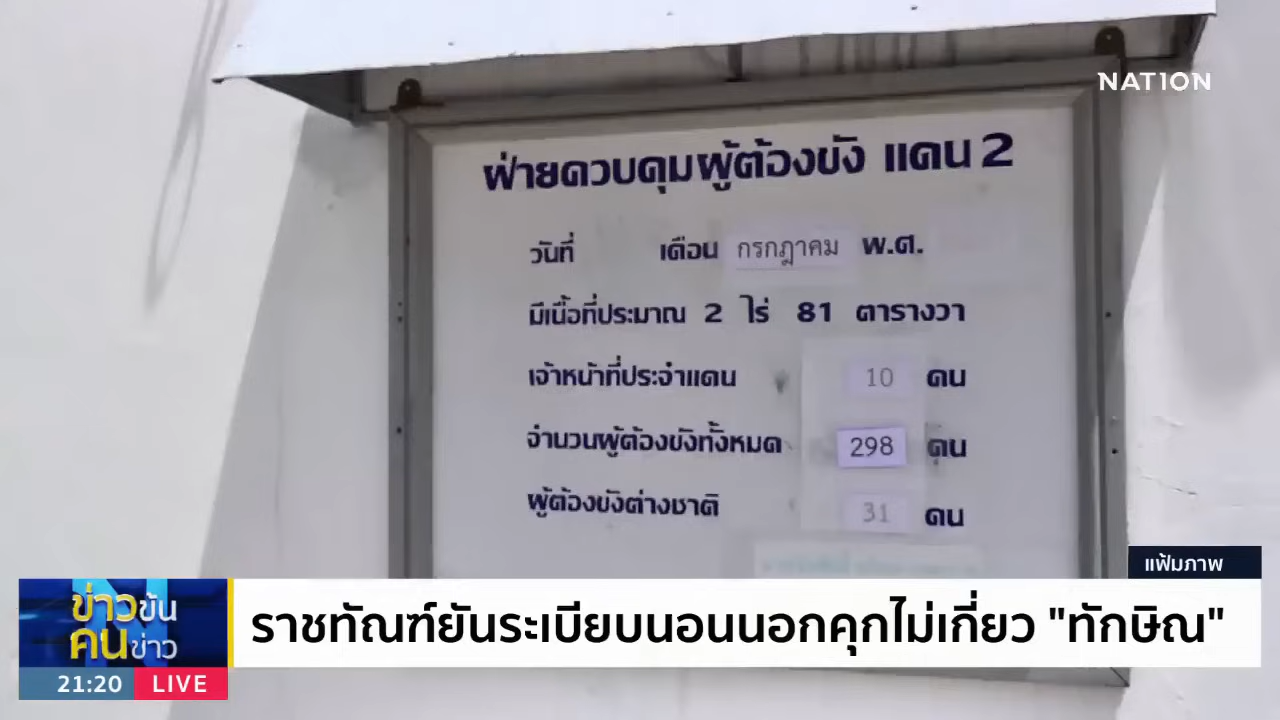 NATION
ฝ่ายควบคุมผู้ต้องขัง แดน 2
วันที่ เดือน กรกฎาคม พ.ศ.
มีเนื้อที่ประมาณ 2 ไร่ 81 ตารางวา
เจ้าหน้าที่ประจำแดน 10 คน
จำนวนผู้ต้องขังทั้งหมด 298 คน
ผู้ต้องขังต่างชาติ 31 คน
แฟ้มภาพ
ข่าวข้น
คนข่าว
ราชทัณฑ์ยันระเบียบนอนนอกคุกไม่เกี่ยว "ทักษิณ"
21:20 LIVE